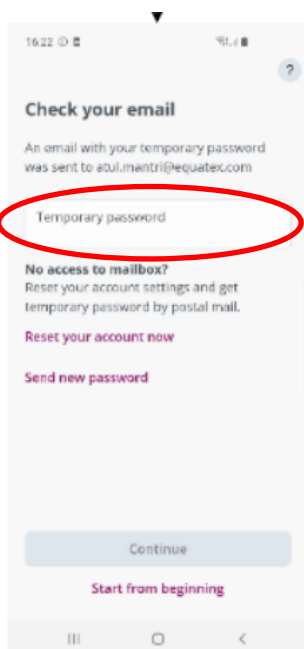 16:22
?
Check your email
An email with your temporary password
was sent to atul.mantri@equatex.com
Temporary password
No access to mailbox?
Reset your account settings and get
temporary password by postal mail.
Reset your account now
Send new password
Continue
Start from beginning